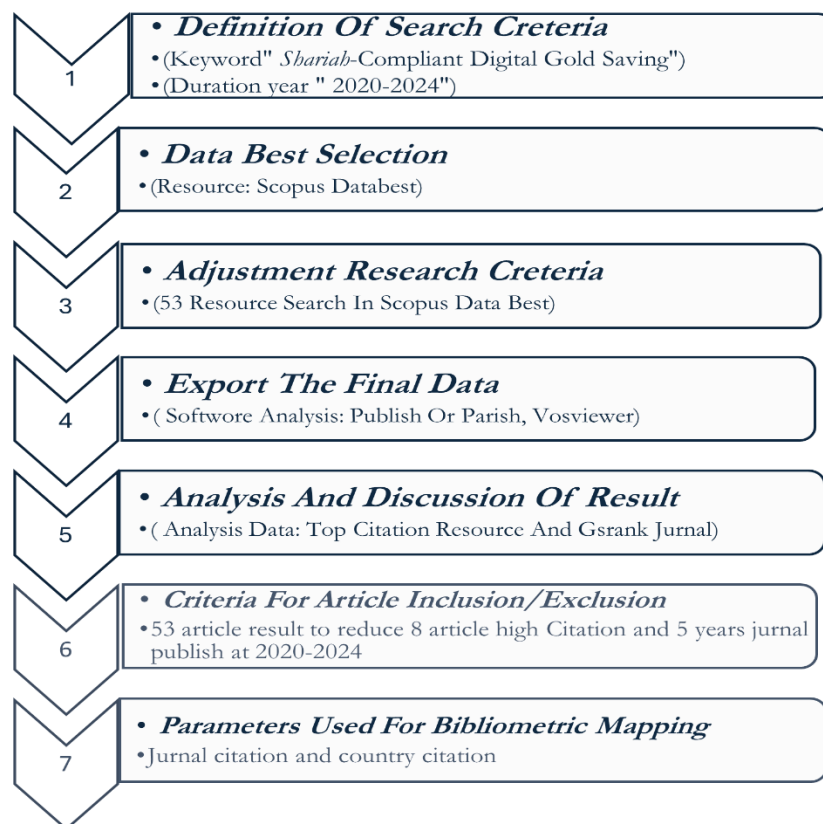 • Definition Of Search Creteria
1
•(Keyword" Shariah-Compliant Digital Gold Saving")
•(Duration year " 2020-2024")
• Data Best Selection
2
•(Resource: Scopus Databest)
• Adjustment Research Creteria
3
•(53 Resource Search In Scopus Data Best)
• Export The Final Data
4
•( Softwore Analysis: Publish Or Parish, Vosviewer)
• Analysis And Discussion Of Result
5
•( Analysis Data: Top Citation Resource And Gsrank Jurnal)
• Criteria For Article Inclusion/Exclusion
6
•53 article result to reduce 8 article high Citation and 5 years jurnal
publish at 2020-2024
• Parameters Used For Bibliometric Mapping
7
•Jurnal citation and country citation